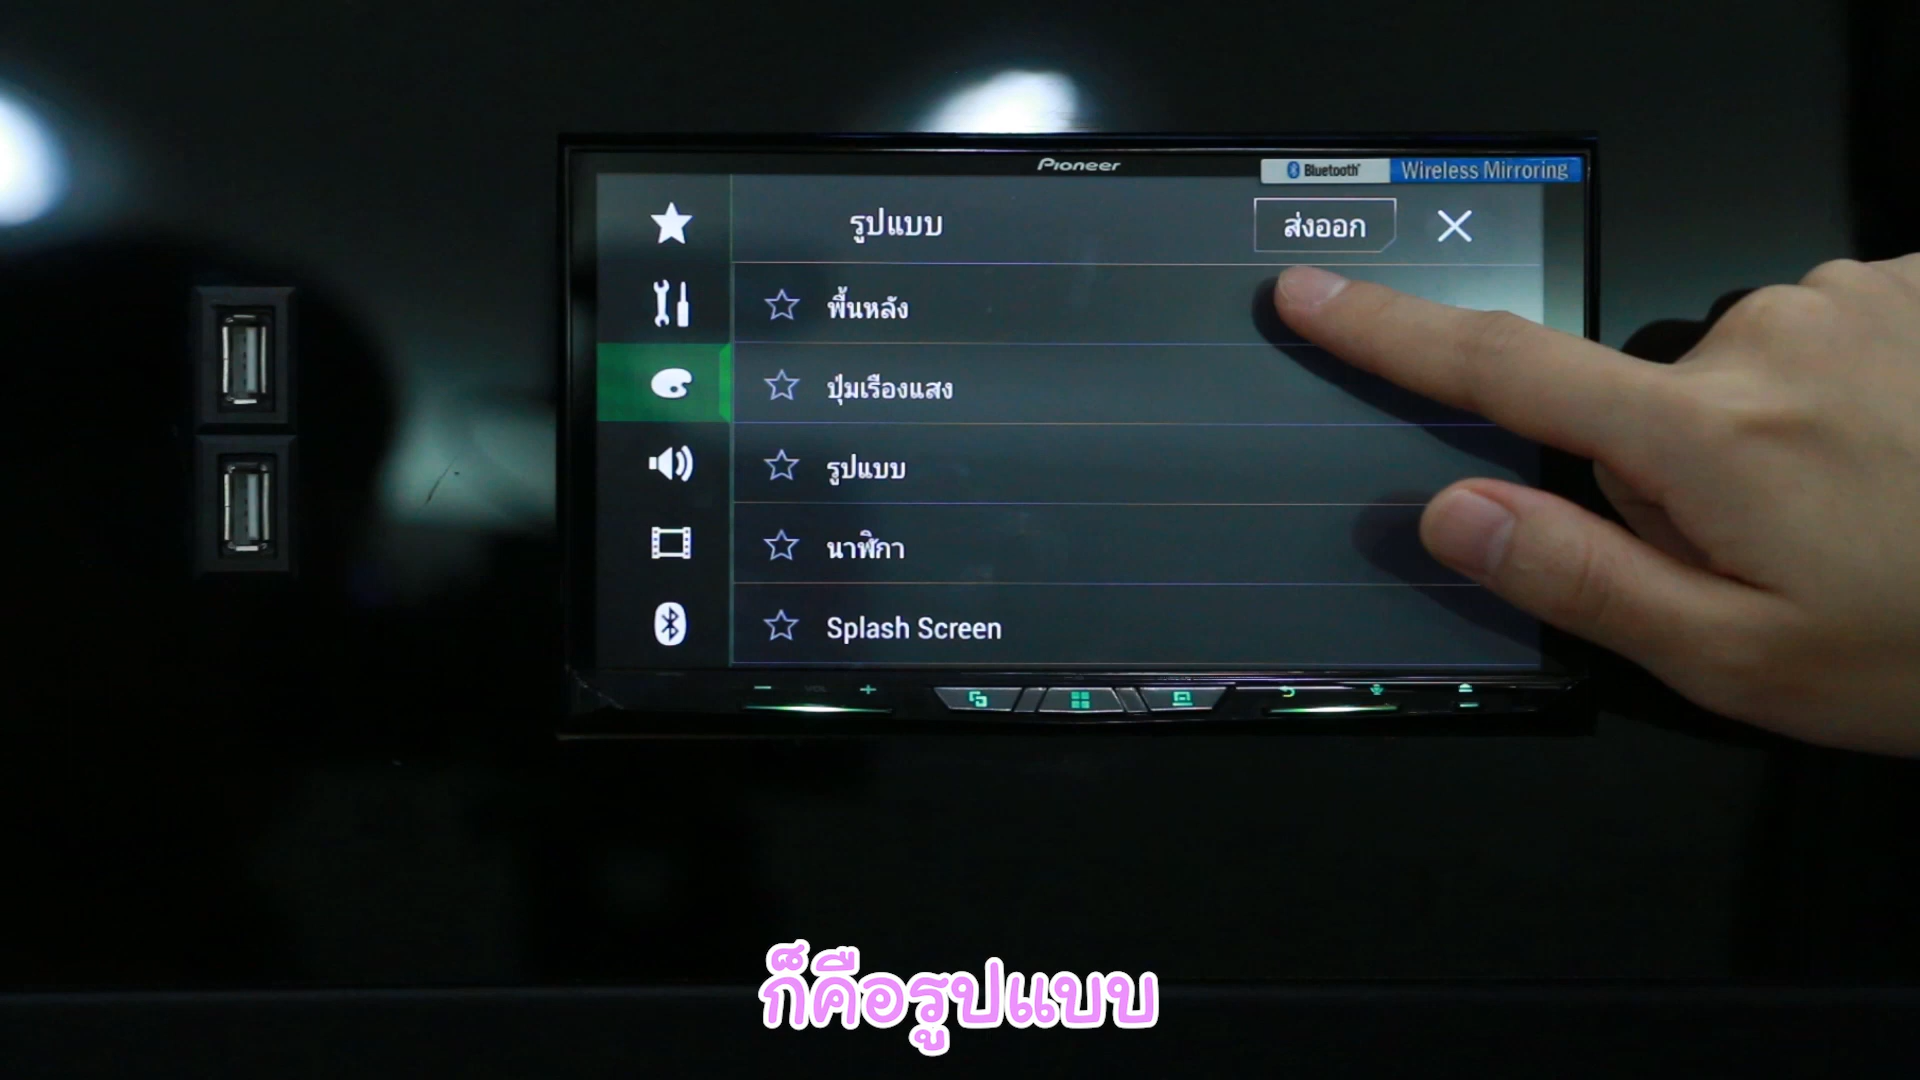 Pioneer
Bluetooth
Wireless Mirroring
รูปแบบ
ส่งออก
พื้นหลัง
ปุ่มเรืองแสง
รูปแบบ
นาฬิกา
Splash Screen
VOL
ก็คือรูปแบบ